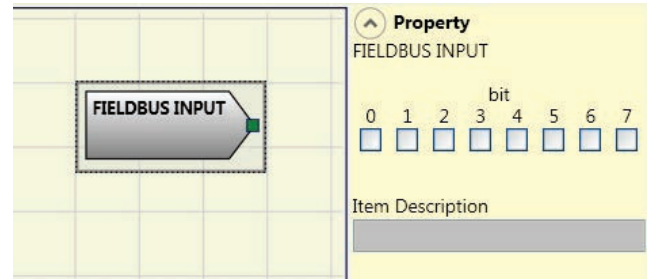 FIELDBUS INPUT
Property
FIELDBUS INPUT
bit
0 1 2 3 4 5 6 7
Item Description